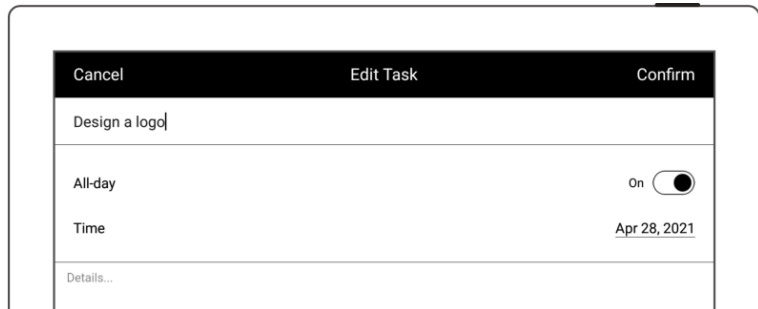 Cancel Edit Task Confirm
Design a logo
All-day On
Time Apr 28, 2021
Details...